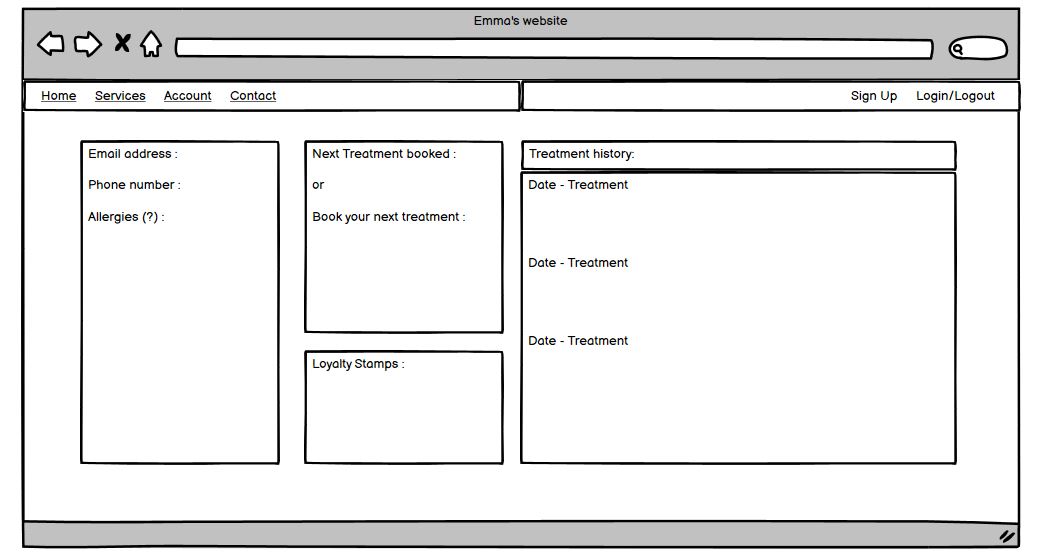 Emma's website
Home Services Account Contact
Sign Up Login/Logout
Email address :
Phone number :
Allergies (?) :
Next Treatment booked :
or
Book your next treatment :
Loyalty Stamps :
Treatment history:
Date - Treatment
Date - Treatment
Date - Treatment